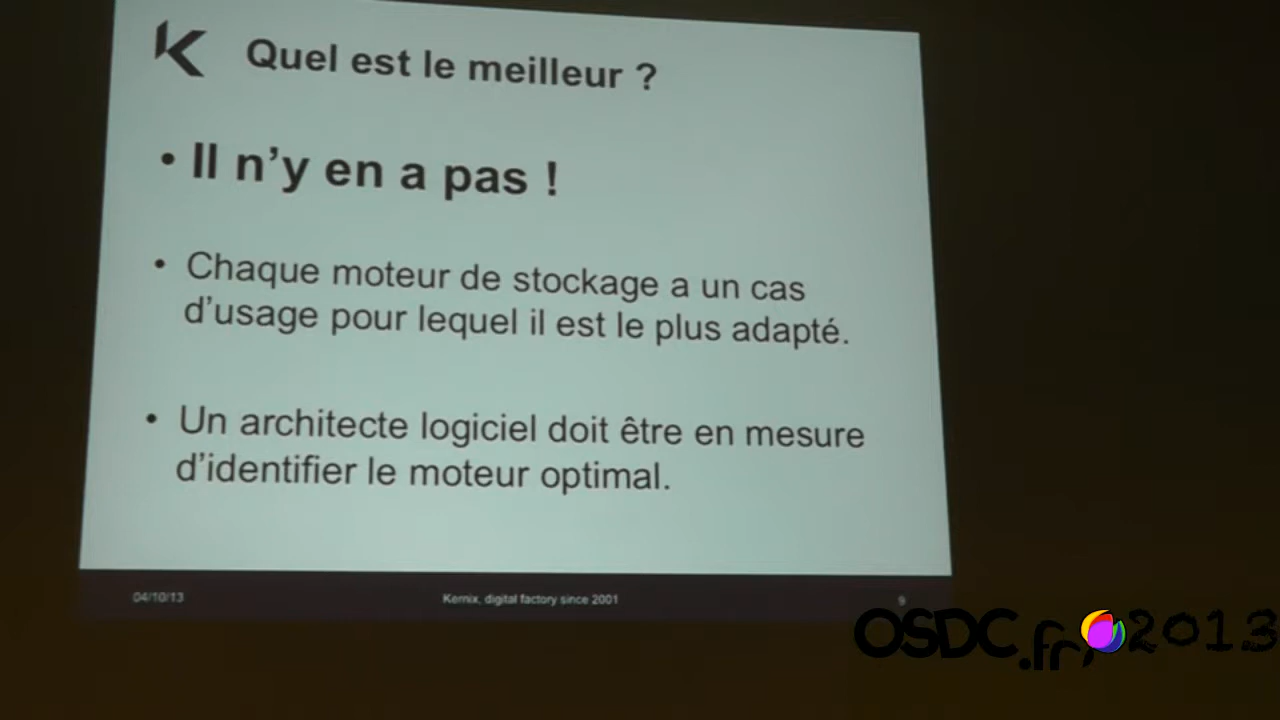 Quel est le meilleur ?
• Il n'y en a pas !
• Chaque moteur de stockage a un cas
d'usage pour lequel il est le plus adapté.
• Un architecte logiciel doit être en mesure
d'identifier le moteur optimal.
04/10/13 Kernix, digital factory since 2001 9
OSDC.fr 2013